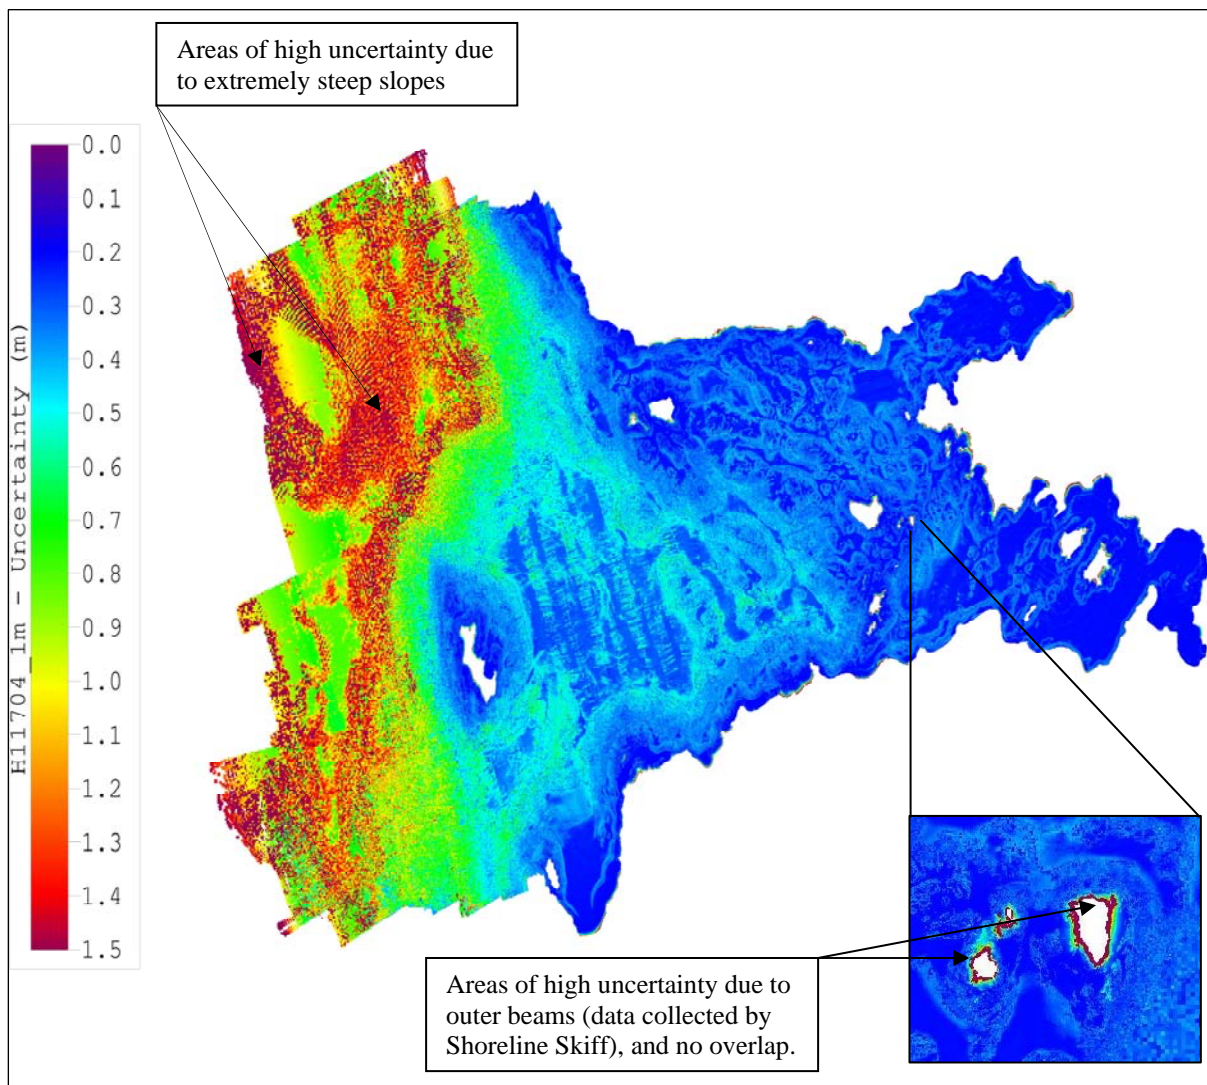 Areas of high uncertainty due
to extremely steep slopes
H11704_1m - Uncertainty (m)
0.0
0.1
0.2
0.3
0.4
0.5
0.6
0.7
0.8
0.9
1.0
1.1
1.2
1.3
1.4
1.5
Areas of high uncertainty due to
outer beams (data collected by
Shoreline Skiff), and no overlap.